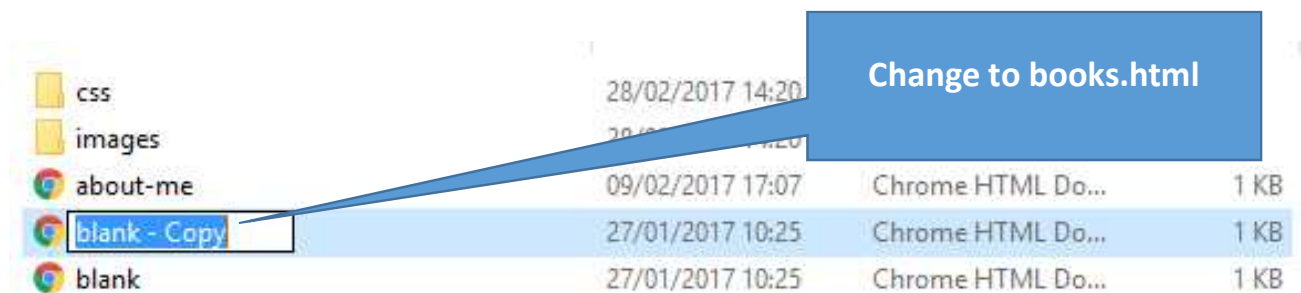 Change to books.html
css 28/02/2017 14:20
images
about-me 09/02/2017 17:07 Chrome HTML Do... 1 KB
blank - Copy 27/01/2017 10:25 Chrome HTML Do... 1 KB
blank 27/01/2017 10:25 Chrome HTML Do... 1 KB